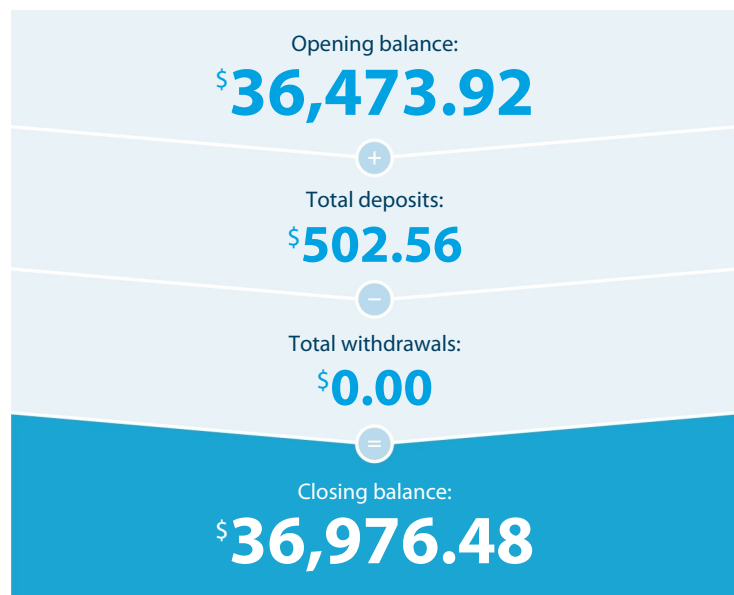 Opening balance:
$36,473.92
+
Total deposits:
$502.56
−
Total withdrawals:
$0.00
=
Closing balance:
$36,976.48